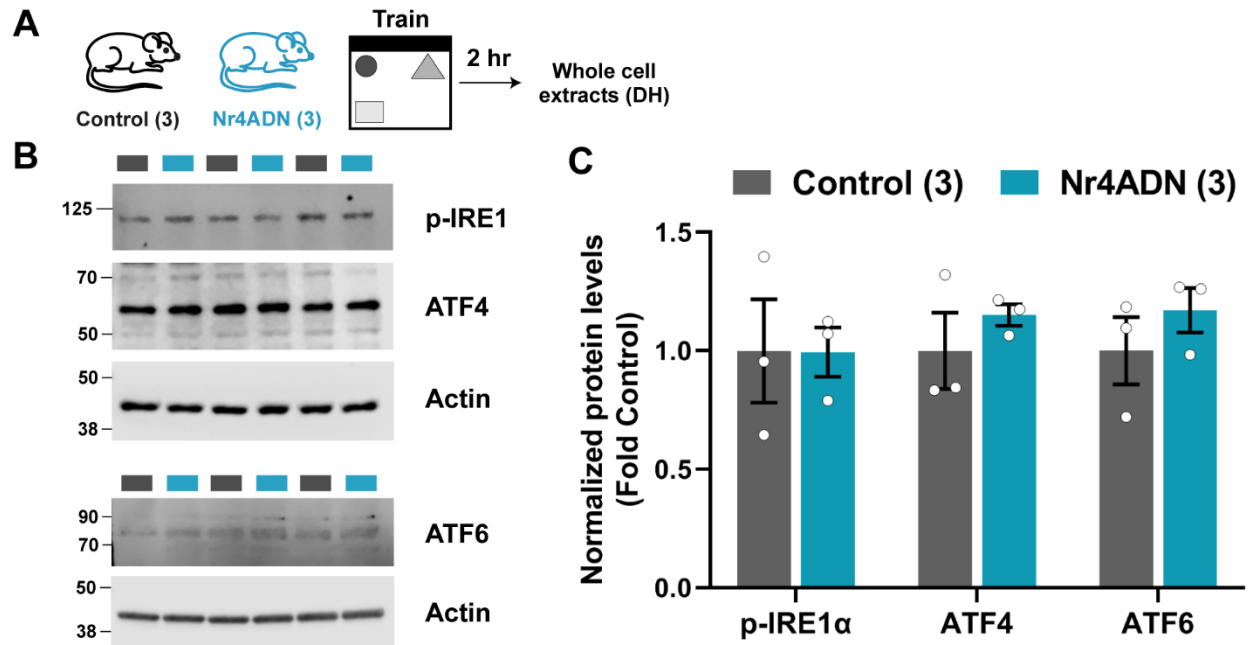 A
Train
2 hr
Whole cell
extracts (DH)
Control (3)
Nr4ADN (3)
B
125
p-IRE1
70
ATF4
50
50
Actin
38
90
ATF6
70
50
Actin
38
C
Control (3)
Nr4ADN (3)
Normalized protein levels
(Fold Control)
1.5
1.0
0.5
0.0
p-IRE1α
ATF4
ATF6